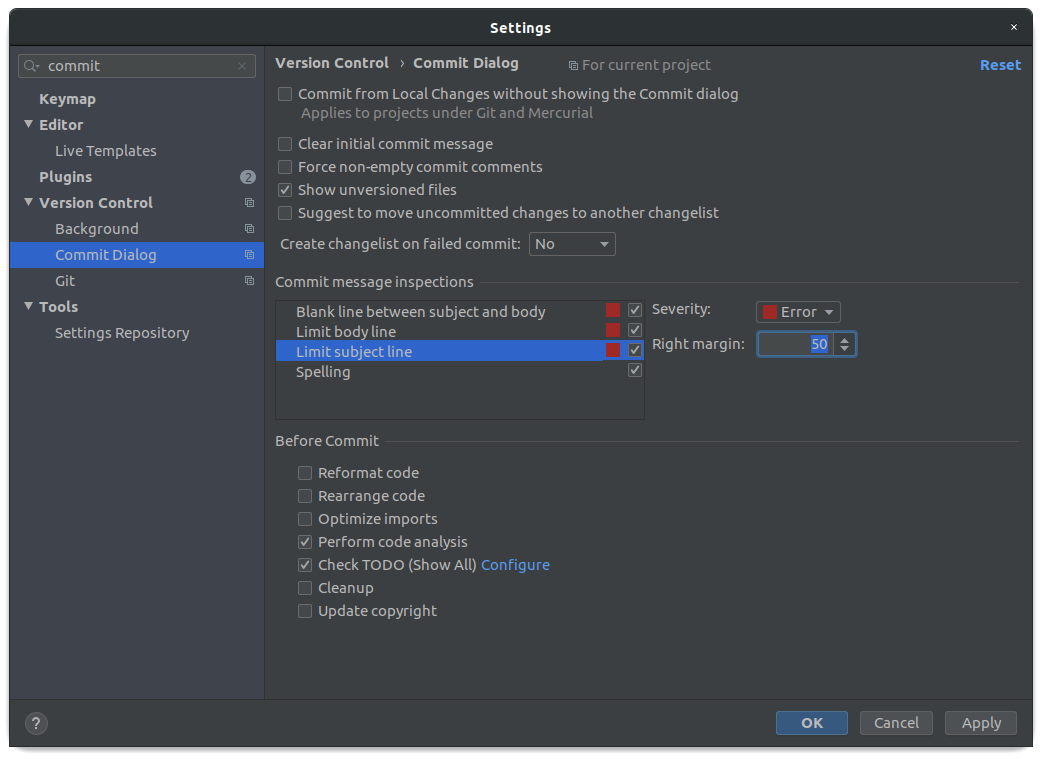 Settings
commit
Keymap
Editor
Live Templates
Plugins 2
Version Control
Background
Commit Dialog
Git
Tools
Settings Repository
Version Control › Commit Dialog For current project Reset
Commit from Local Changes without showing the Commit dialog
Applies to projects under Git and Mercurial
Clear initial commit message
Force non-empty commit comments
Show unversioned files
Suggest to move uncommitted changes to another changelist
Create changelist on failed commit: No
Commit message inspections
Blank line between subject and body
Limit body line
Limit subject line
Spelling
Severity: Error
Right margin: 50
Before Commit
Reformat code
Rearrange code
Optimize imports
Perform code analysis
Check TODO (Show All) Configure
Cleanup
Update copyright
? OK Cancel Apply